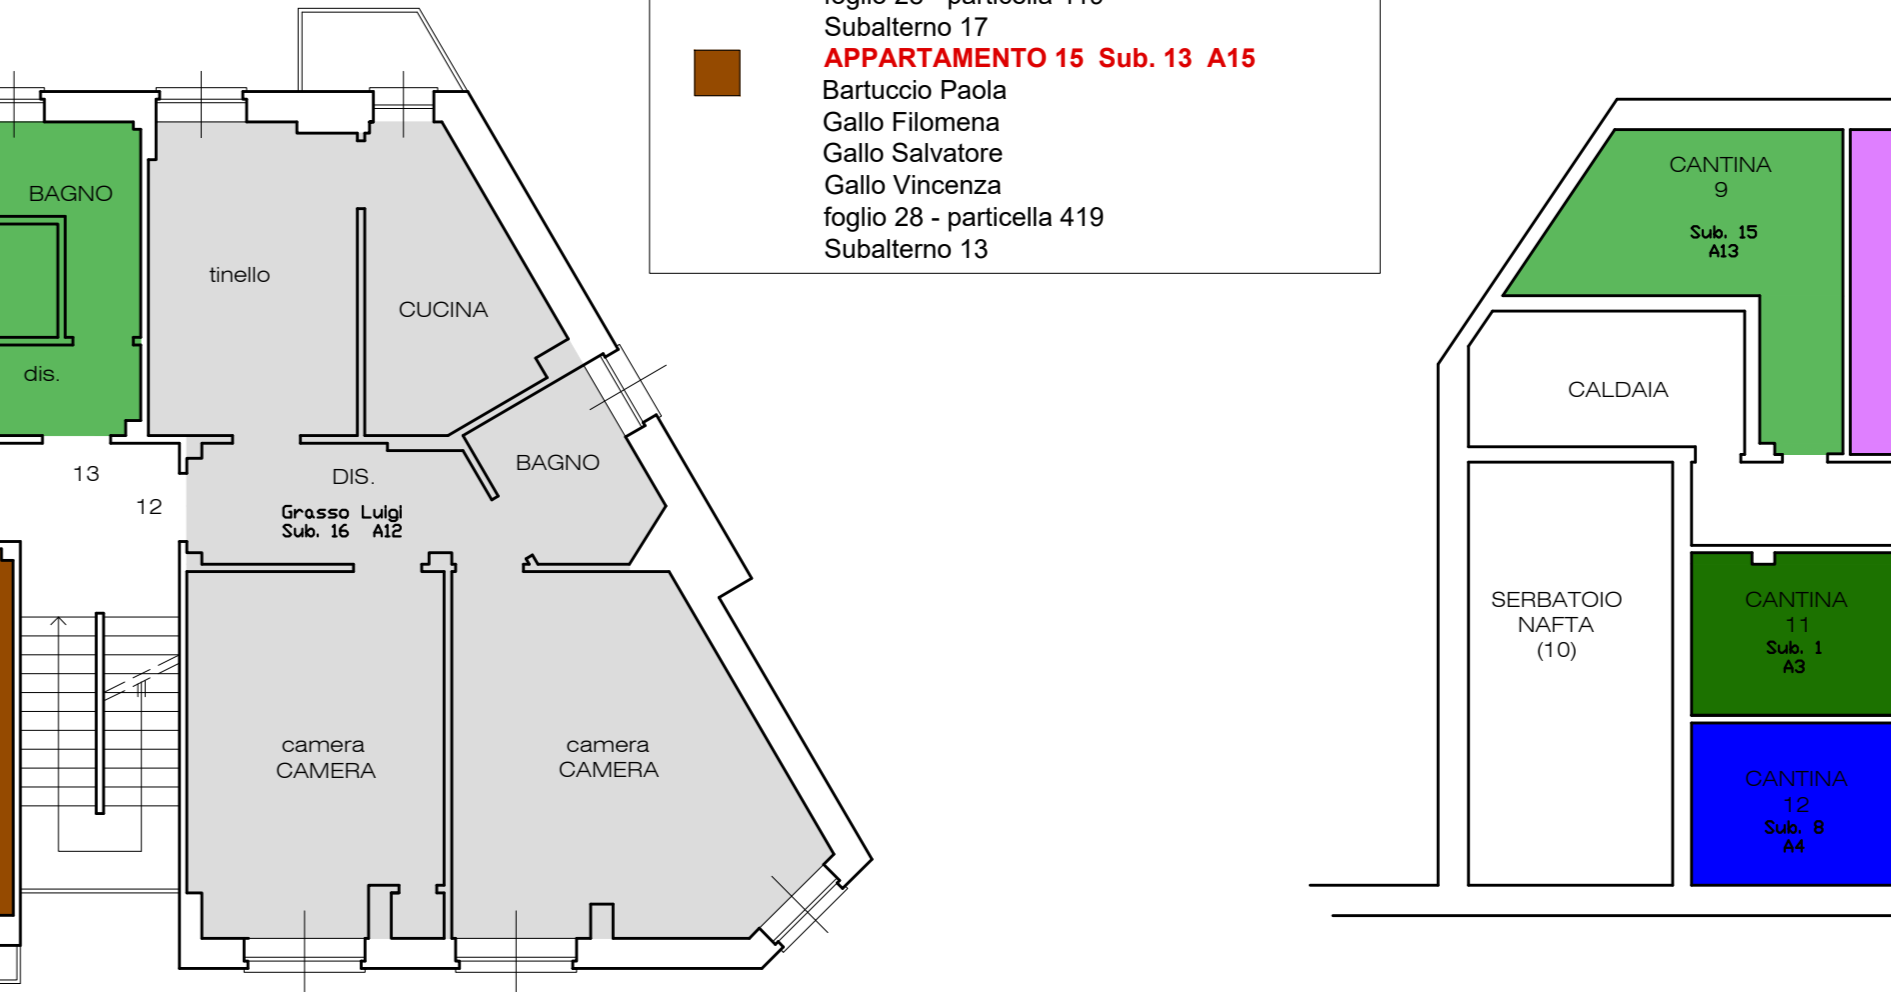 Subalterno 17
APPARTAMENTO 15 Sub. 13 A15
Bartuccio Paola
Gallo Filomena
Gallo Salvatore
Gallo Vincenza
foglio 28 - particella 419
Subalterno 13
BAGNO
dis.
tinello
CUCINA
BAGNO
13
12
DIS.
Grasso Luigi
Sub. 16 A12
camera
CAMERA
camera
CAMERA
CANTINA
9
Sub. 15
A13
CALDAIA
SERBATOIO
NAFTA
(10)
CANTINA
11
Sub. 1
A3
CANTINA
12
Sub. 8
A4